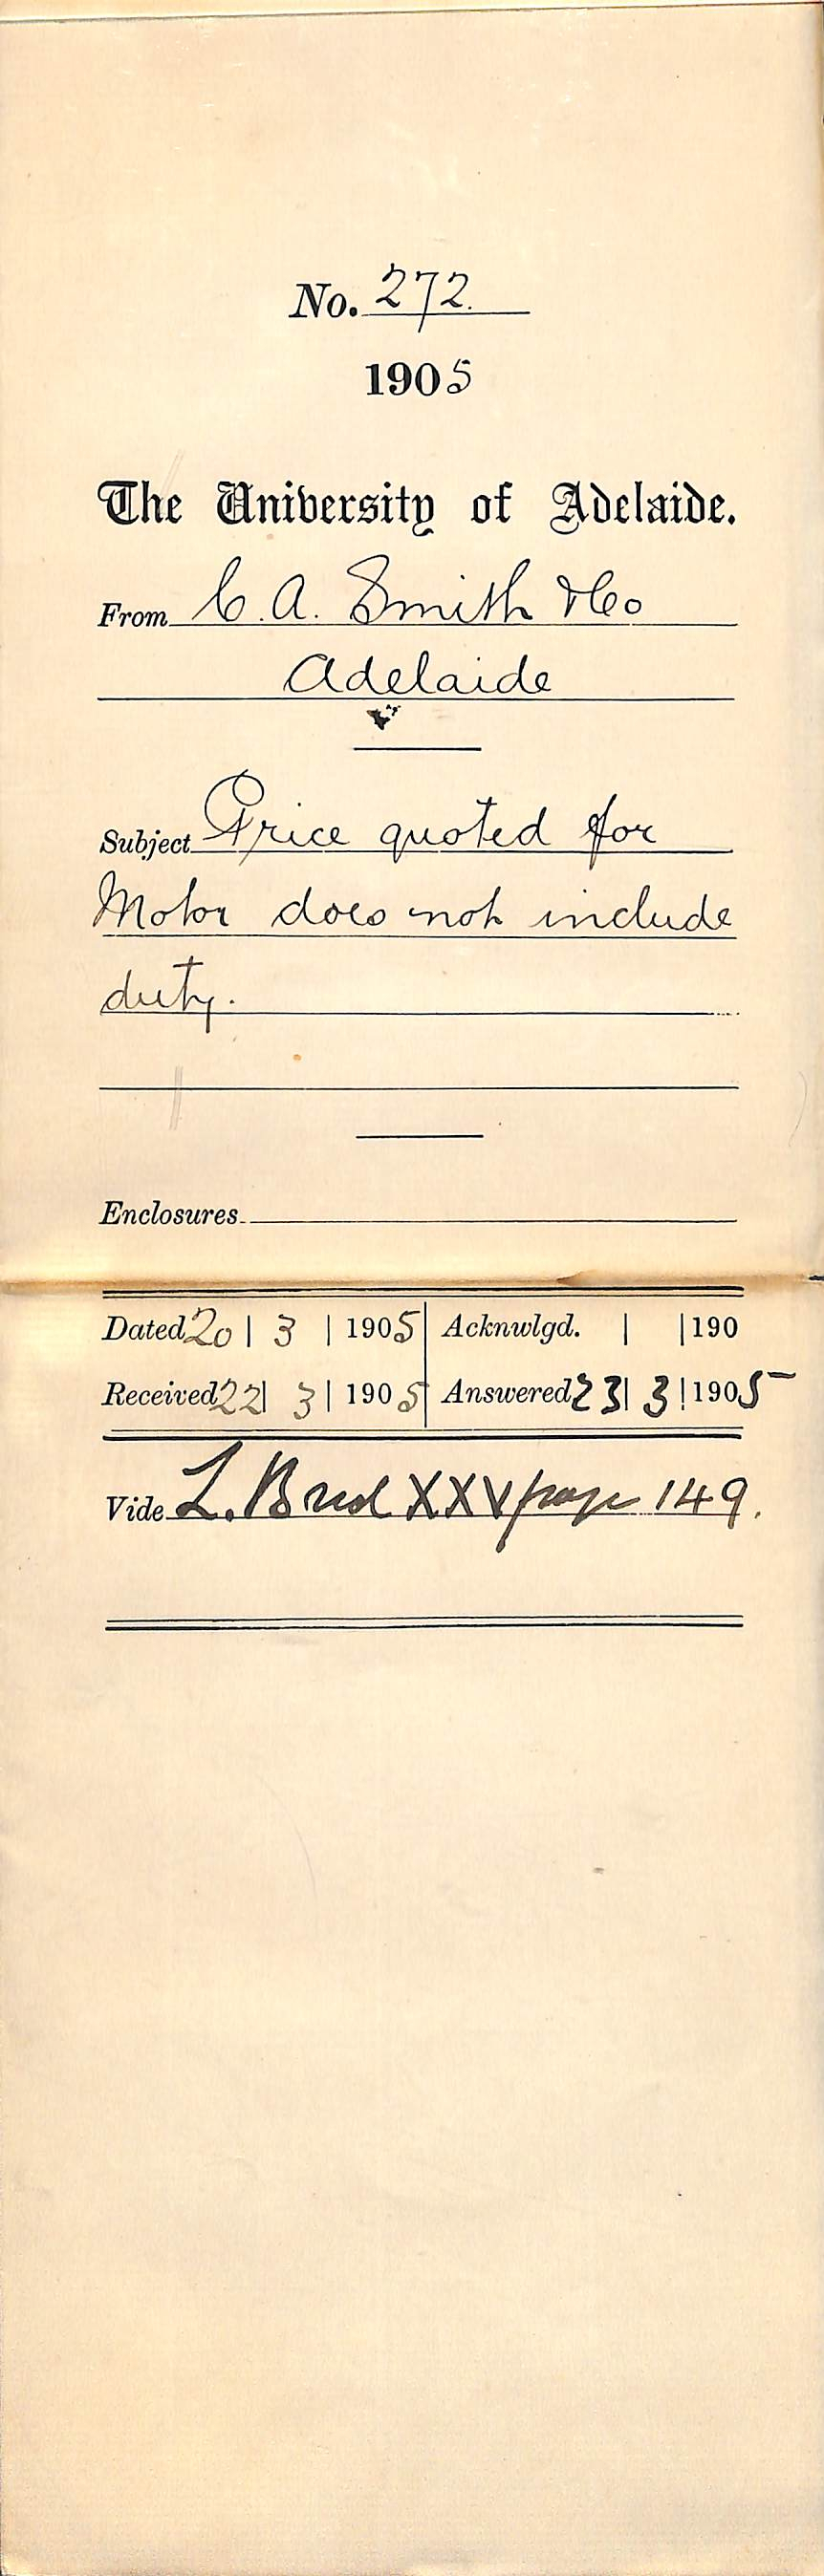 No. 272.
1905
The University of Adelaide.
From C. A. Smith & Co
Adelaide
Subject Price quoted for
Motor does not include
duty.
Enclosures
Dated 20 | 3 | 1905 Acknwlgd. | | 190
Received 22 | 3 | 1905 Answered 23 | 3 | 1905
Vide L. XXV page 149.